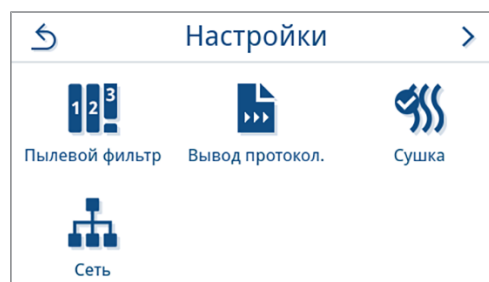 Настройки
1 2 3
Пылевой фильтр
Вывод протокол.
Сушка
Сеть